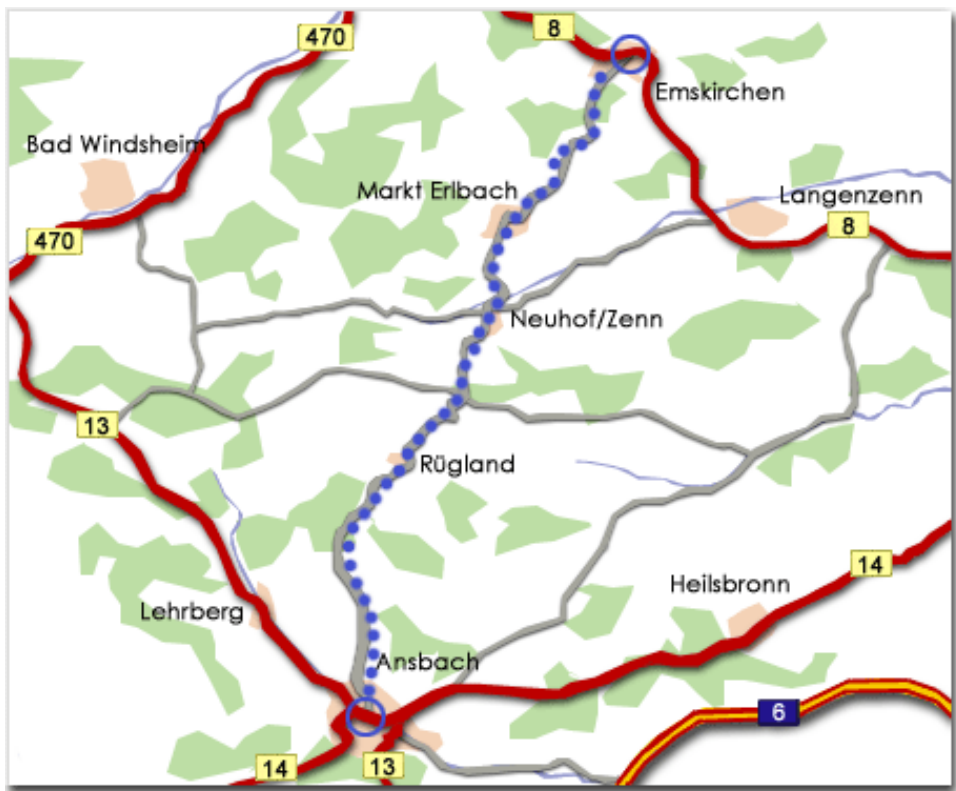 470
8
Emskirchen
Bad Windsheim
Markt Erlbach
Langenzenn
470
8
Neuhof/Zenn
13
Rügland
14
Heilsbronn
Lehrberg
Ansbach
6
14
13